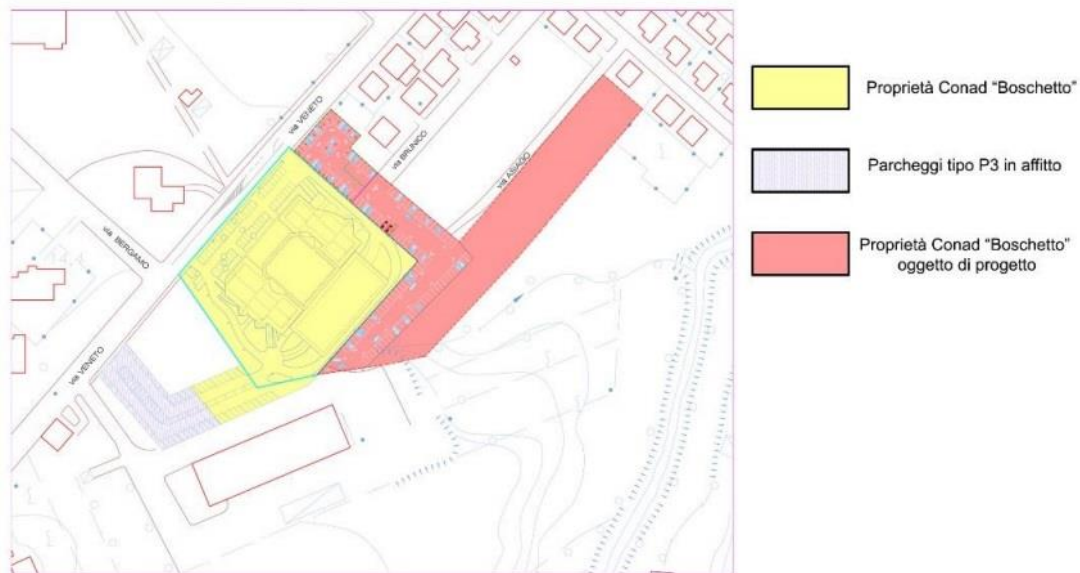 via VENETO
via BRUNICO
via ASIAGO
via BERGAMO
via VENETO
Proprietà Conad “Boschetto”
Parcheggi tipo P3 in affitto
Proprietà Conad “Boschetto”
oggetto di progetto